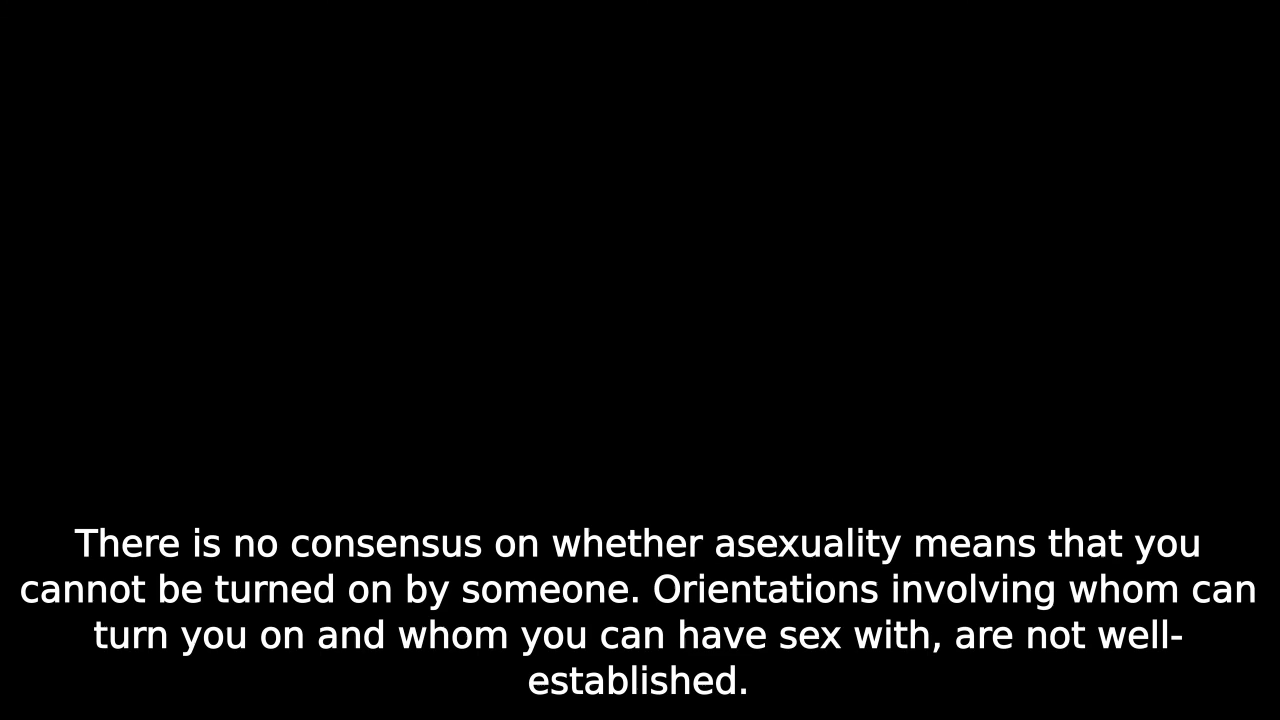 There is no consensus on whether asexuality means that you
cannot be turned on by someone. Orientations involving whom can
turn you on and whom you can have sex with, are not well-
established.